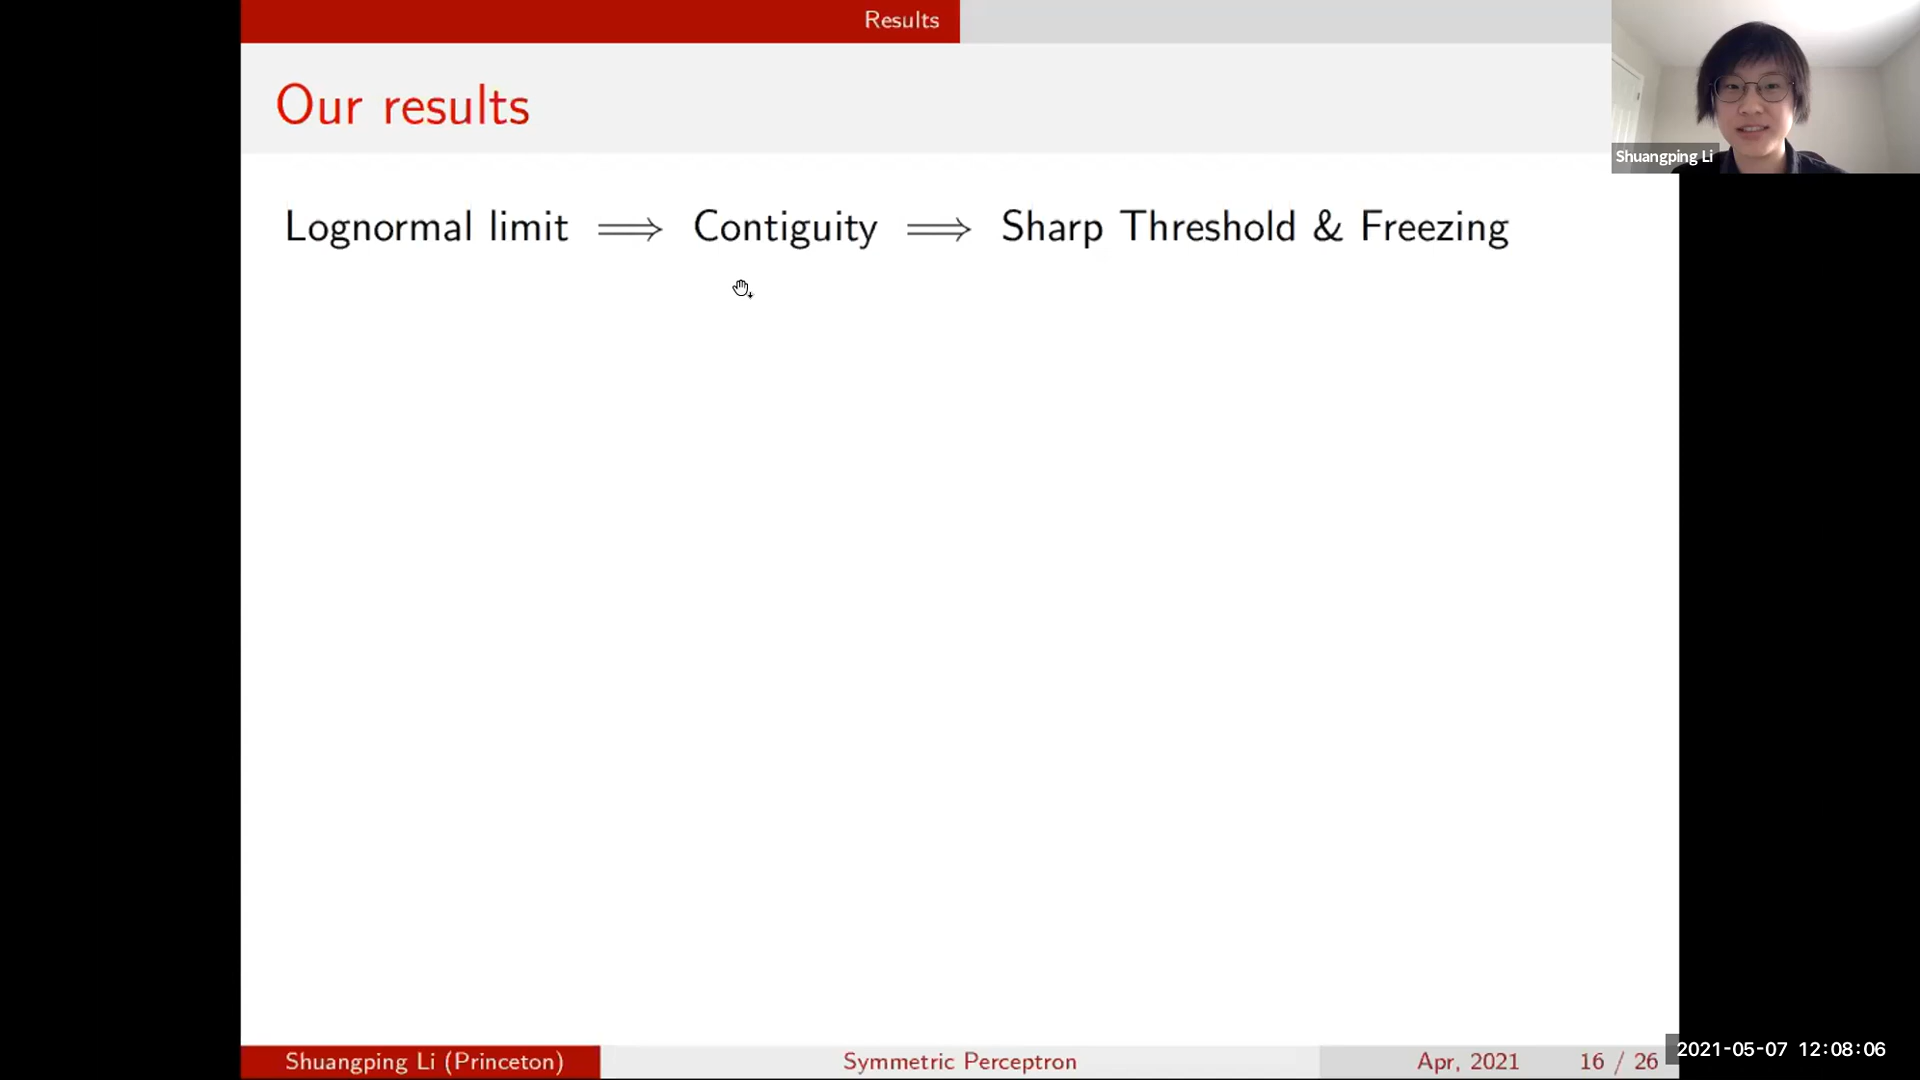 Results
Our results
Shuangping Li
Lognormal limit ⟹ Contiguity ⟹ Sharp Threshold & Freezing
Shuangping Li (Princeton) Symmetric Perceptron Apr, 2021 16 / 26
2021-05-07 12:08:06